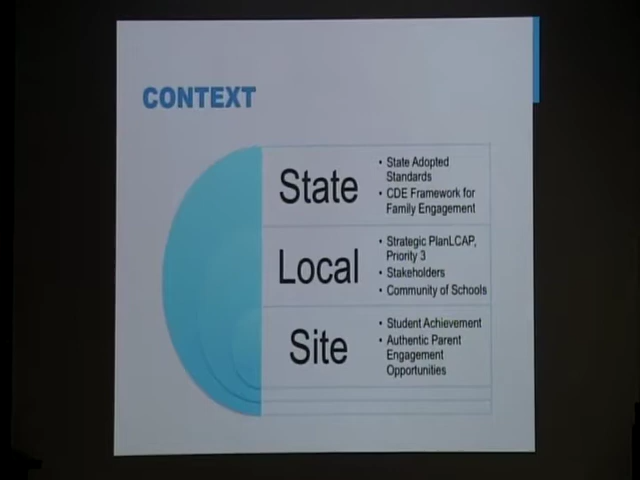 CONTEXT
State
• State Adopted
Standards
• CDE Framework for
Family Engagement
Local
• Strategic PlanLCAP,
Priority 3
• Stakeholders
• Community of Schools
Site
• Student Achievement
• Authentic Parent
Engagement
Opportunities